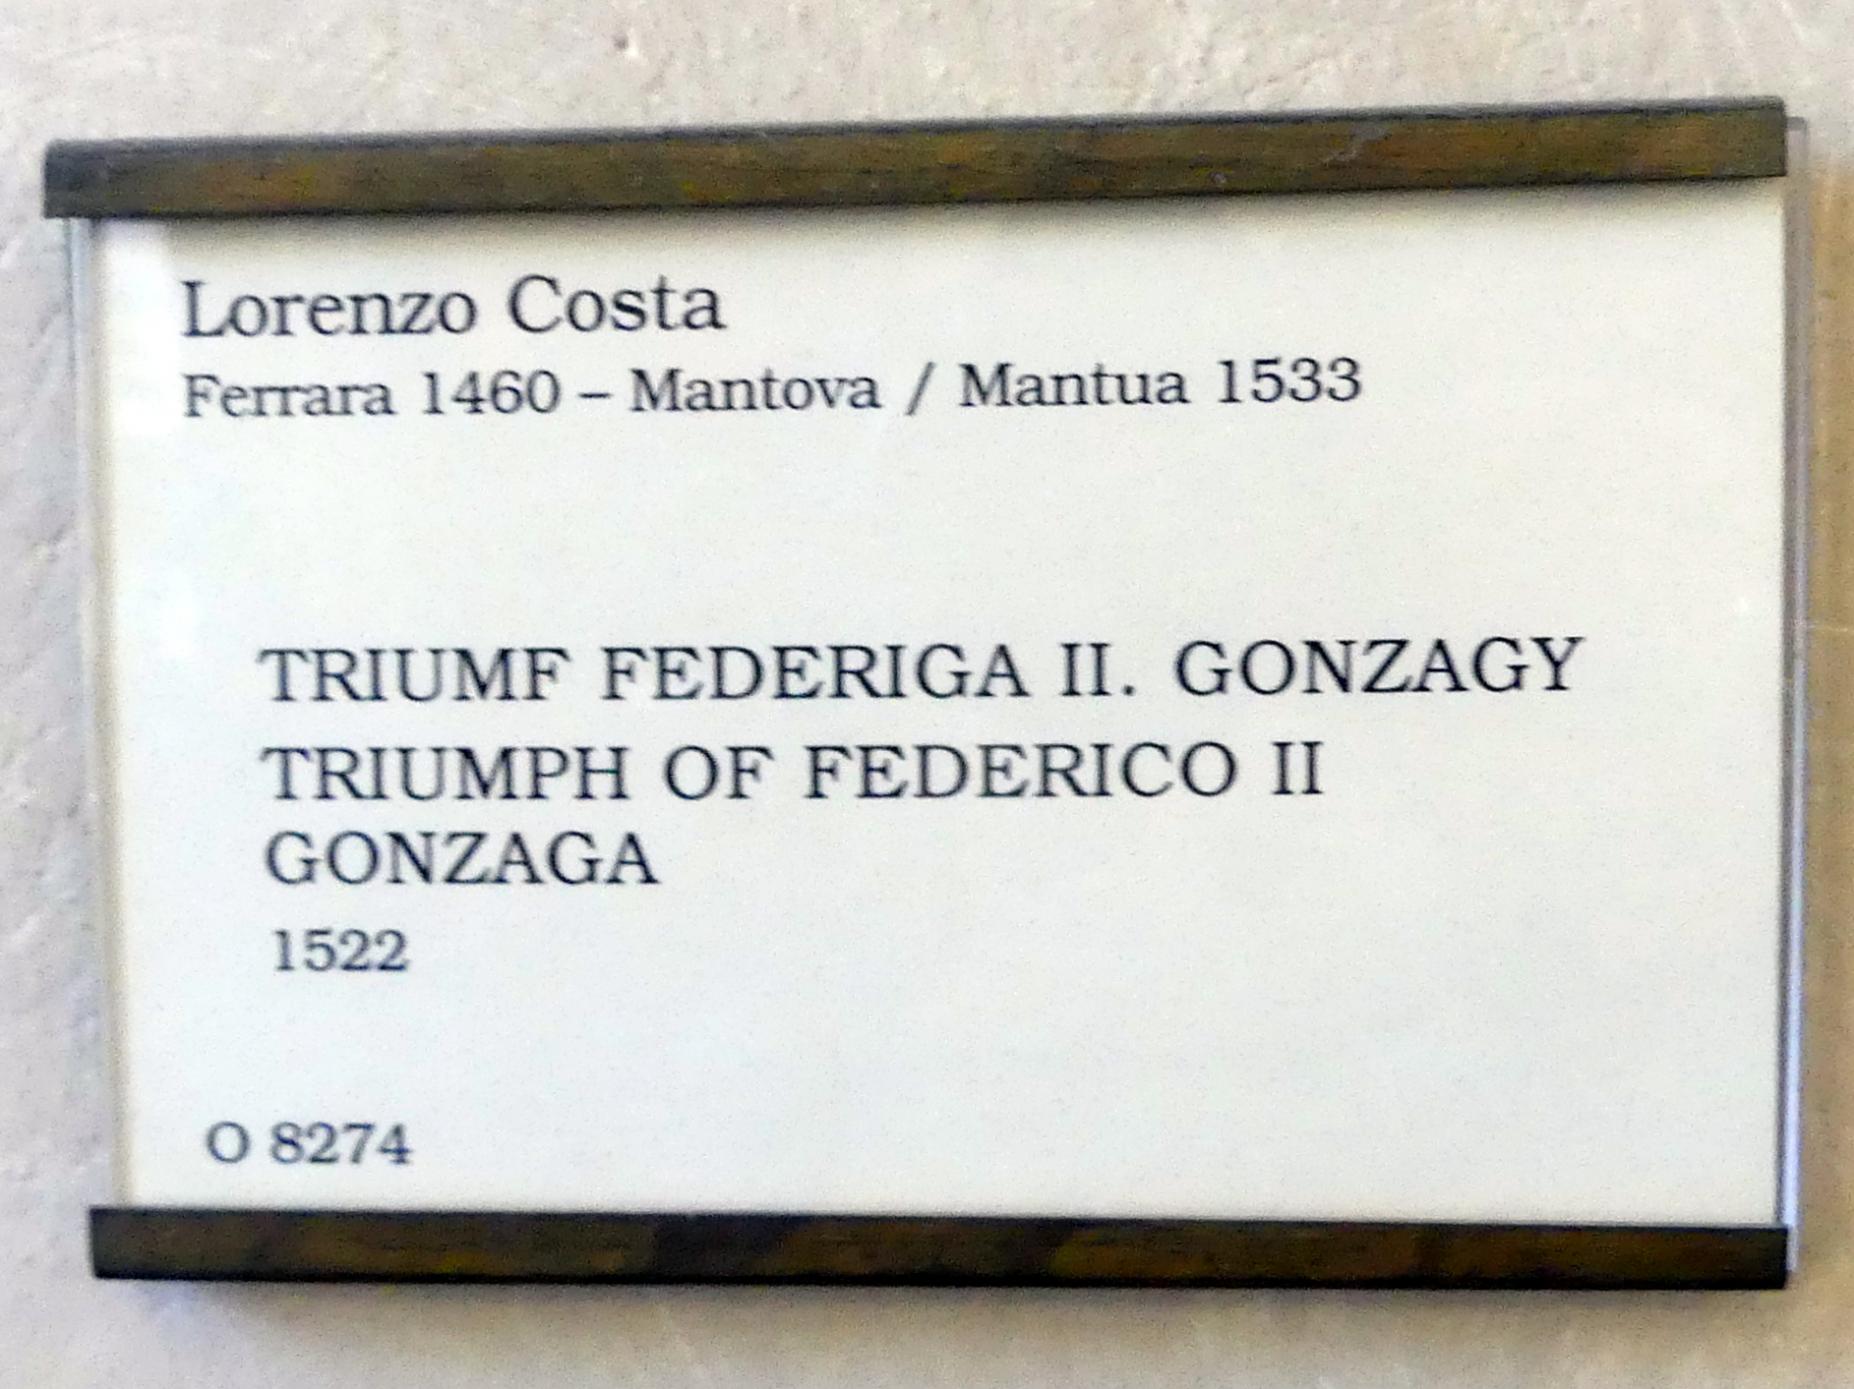 Lorenzo Costa
Ferrara 1460 – Mantova / Mantua 1533
TRIUMF FEDERIGA II. GONZAGY
TRIUMPH OF FEDERICO II
GONZAGA
1522
O 8274